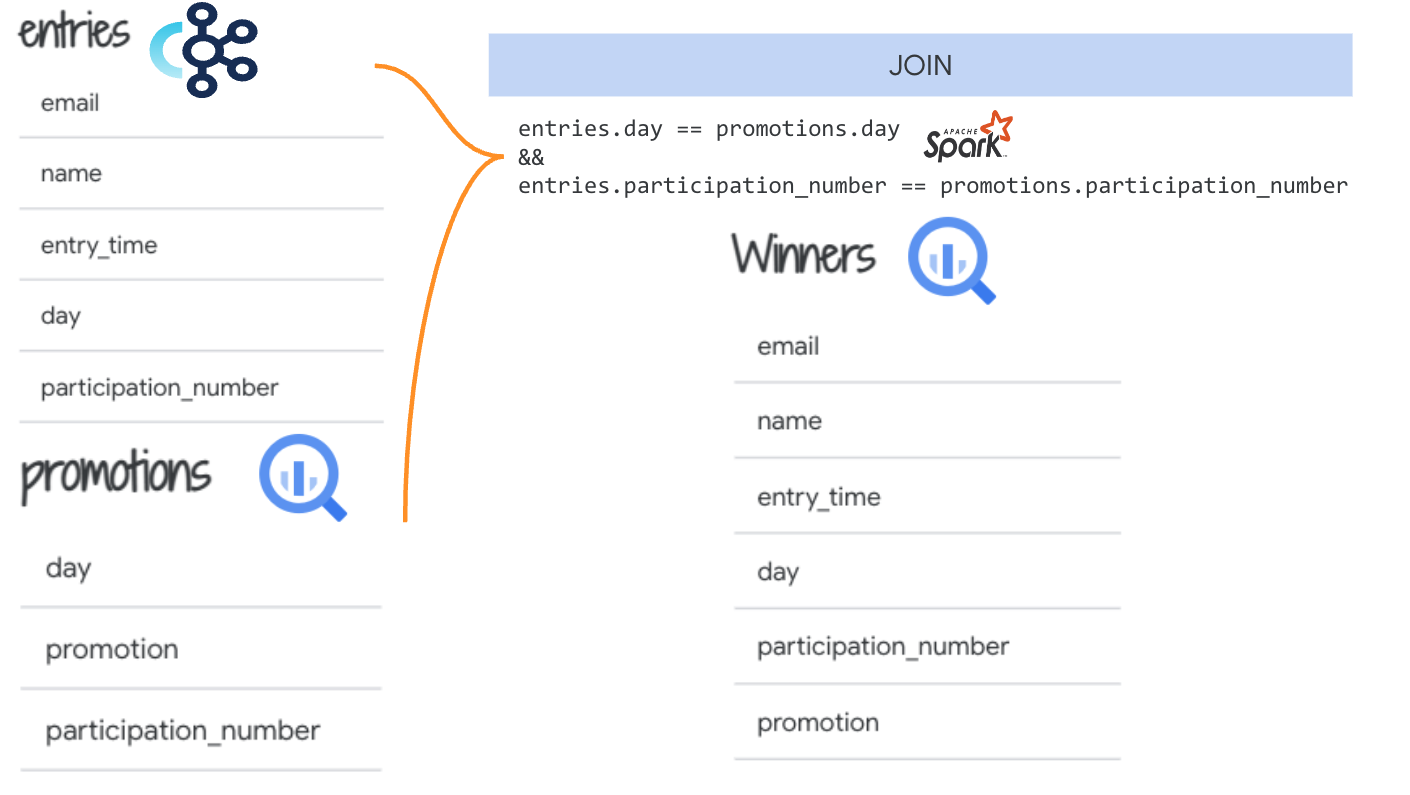 entries
email
name
entry_time
day
participation_number
promotions
day
promotion
participation_number
JOIN
entries.day == promotions.day
&&
entries.participation_number == promotions.participation_number
APACHE
Spark
Winners
email
name
entry_time
day
participation_number
promotion